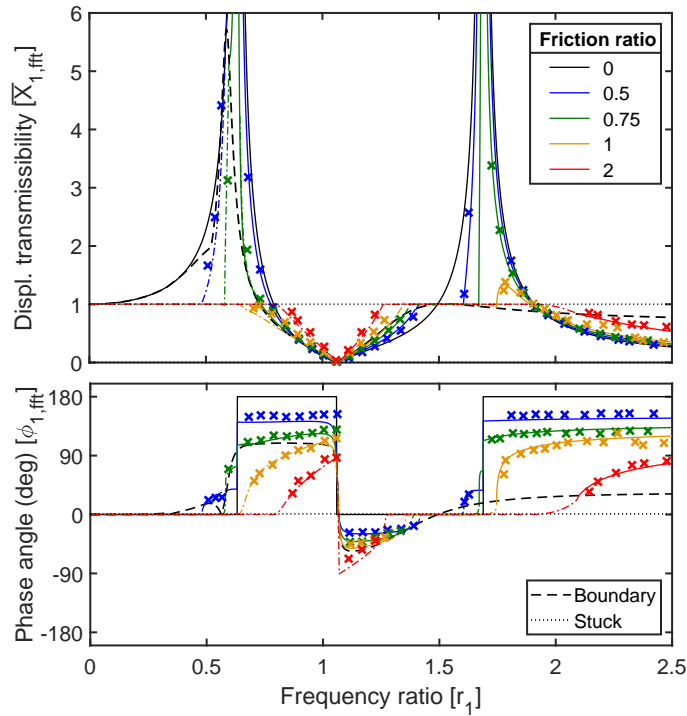 6
5
4
3
2
1
0
Displ. transmissibility [X̅1,fft]
Friction ratio
0
0.5
0.75
1
2
180
90
0
-90
-180
Phase angle (deg) [ϕ1,fft]
Boundary
Stuck
0 0.5 1 1.5 2 2.5
Frequency ratio [r1]